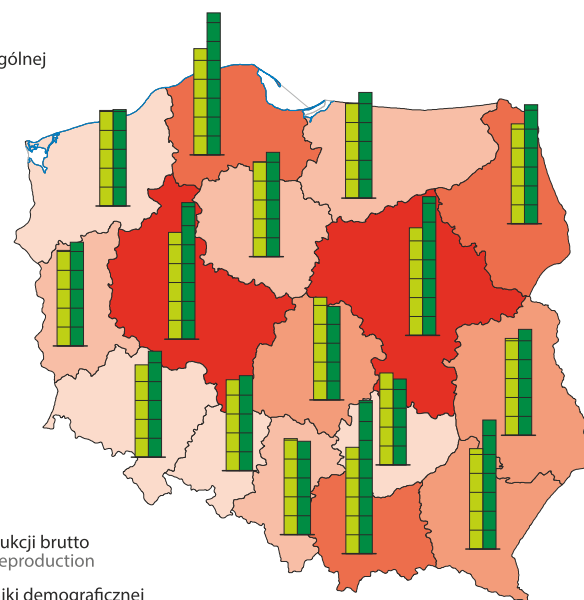 gólnej
ukcji brutto
eproduction
iki demograficznej